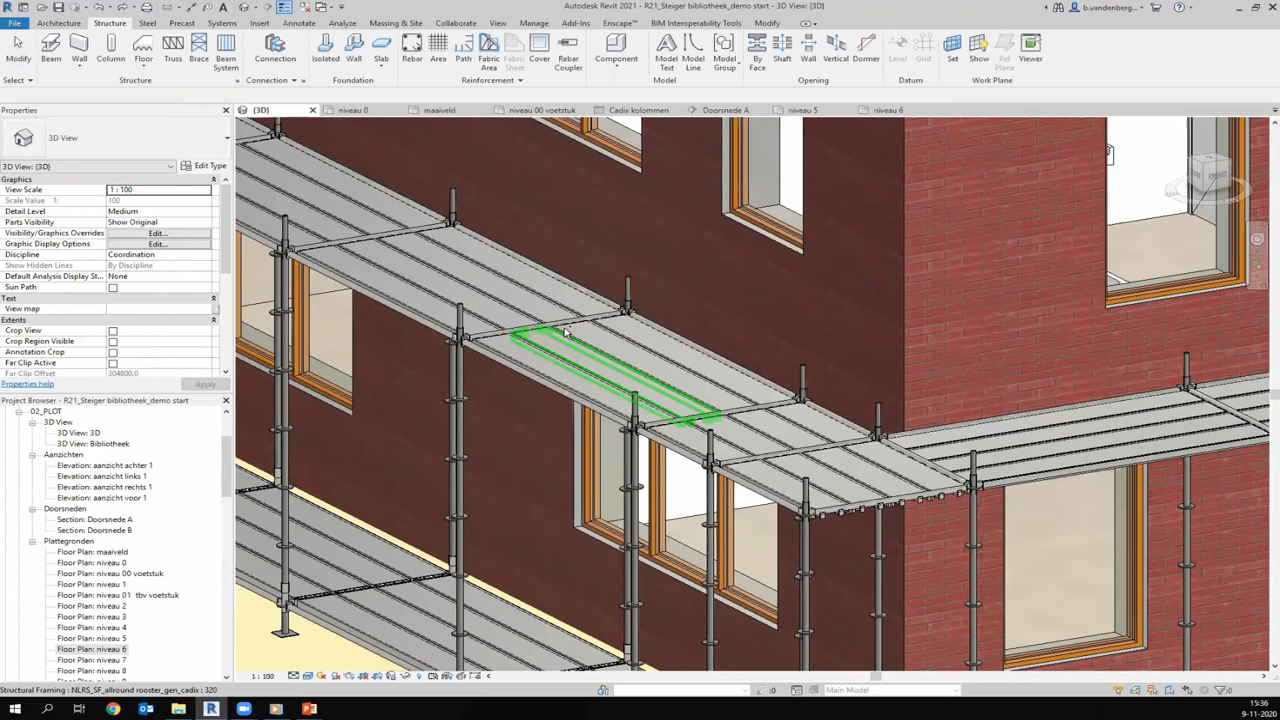 Autodesk Revit 2021 - R21_Steiger bibliotheek_demo start - 3D View: {3D}
b.vandenberg...
File Architecture Structure Steel Precast Systems Insert Annotate Analyze Massing & Site Collaborate View Manage Add-Ins Enscape™ BIM Interoperability Tools Modify
Modify Beam Wall Column Floor Truss Brace Beam System Connection Isolated Wall Slab Rebar Area Path Fabric Area Fabric Sheet Cover Rebar Coupler Component Model Text Model Line Model Group By Face Shaft Wall Vertical Dormer Level Grid Set Show Ref Plane Viewer
Select Structure Connection Foundation Reinforcement Model Opening Datum Work Plane
Properties
{3D} niveau 0 maaiveld niveau 00 voetstuk Cadix kolommen Doorsnede A niveau 5 niveau 6
3D View
3D View: {3D} Edit Type
Graphics
View Scale 1 : 100
Scale Value 1: 100
Detail Level Medium
Parts Visibility Show Original
Visibility/Graphics Overrides Edit...
Graphic Display Options Edit...
Discipline Coordination
Show Hidden Lines By Discipline
Default Analysis Display St... None
Sun Path
Text
View map
Extents
Crop View
Crop Region Visible
Annotation Crop
Far Clip Active
Far Clip Offset 304800.0
Properties help Apply
Project Browser - R21_Steiger bibliotheek_demo start
02_PLOT
3D View
3D View: 3D
3D View: Bibliotheek
Aanzichten
Elevation: aanzicht achter 1
Elevation: aanzicht links 1
Elevation: aanzicht rechts 1
Elevation: aanzicht voor 1
Doorsneden
Section: Doorsnede A
Section: Doorsnede B
Plattegronden
Floor Plan: maaiveld
Floor Plan: niveau 0
Floor Plan: niveau 00 voetstuk
Floor Plan: niveau 1
Floor Plan: niveau 01 tbv voetstuk
Floor Plan: niveau 2
Floor Plan: niveau 3
Floor Plan: niveau 4
Floor Plan: niveau 5
Floor Plan: niveau 6
Floor Plan: niveau 7
Floor Plan: niveau 8
RIGHT
1 : 100
Structural Framing : NLRS_SF_allround rooster_gen_cadis : 320
:0 Main Model :0
15:36
9-11-2020